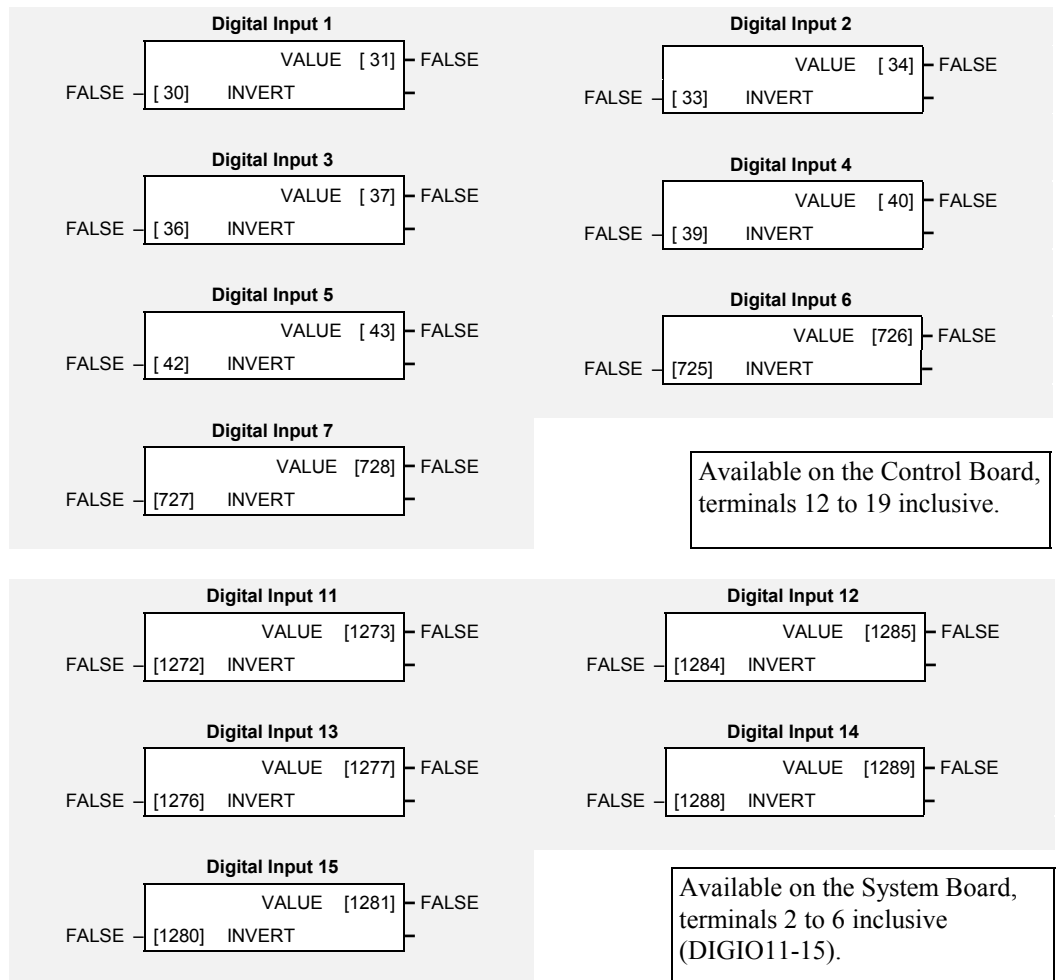 Digital Input 1
VALUE [ 31] FALSE
FALSE [ 30] INVERT
Digital Input 2
VALUE [ 34] FALSE
FALSE [ 33] INVERT
Digital Input 3
VALUE [ 37] FALSE
FALSE [ 36] INVERT
Digital Input 4
VALUE [ 40] FALSE
FALSE [ 39] INVERT
Digital Input 5
VALUE [ 43] FALSE
FALSE [ 42] INVERT
Digital Input 6
VALUE [726] FALSE
FALSE [725] INVERT
Digital Input 7
VALUE [728] FALSE
FALSE [727] INVERT
Available on the Control Board,
terminals 12 to 19 inclusive.
Digital Input 11
VALUE [1273] FALSE
FALSE [1272] INVERT
Digital Input 12
VALUE [1285] FALSE
FALSE [1284] INVERT
Digital Input 13
VALUE [1277] FALSE
FALSE [1276] INVERT
Digital Input 14
VALUE [1289] FALSE
FALSE [1288] INVERT
Digital Input 15
VALUE [1281] FALSE
FALSE [1280] INVERT
Available on the System Board,
terminals 2 to 6 inclusive
(DIGIO11-15).